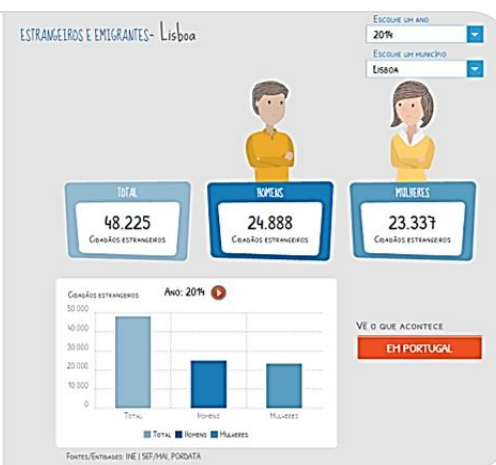 ESTRANGEIROS E EMIGRANTES- Lisboa
ESCOLHE UM ANO
2014
ESCOLHE UM MUNICÍPIO
LISBOA
TOTAL
48.225
CIDADÃOS ESTRANGEIROS
HOMENS
24.888
CIDADÃOS ESTRANGEIROS
MULHERES
23.337
CIDADÃOS ESTRANGEIROS
CIDADÃOS ESTRANGEIROS
ANO: 2014
50.000
40.000
30.000
20.000
10.000
0
TOTAL
HOMENS
MULHERES
TOTAL HOMENS MULHERES
VÊ O QUE ACONTECE
EM PORTUGAL
FONTES/ENTIDADES: INE | SEF/MAI, PORDATA